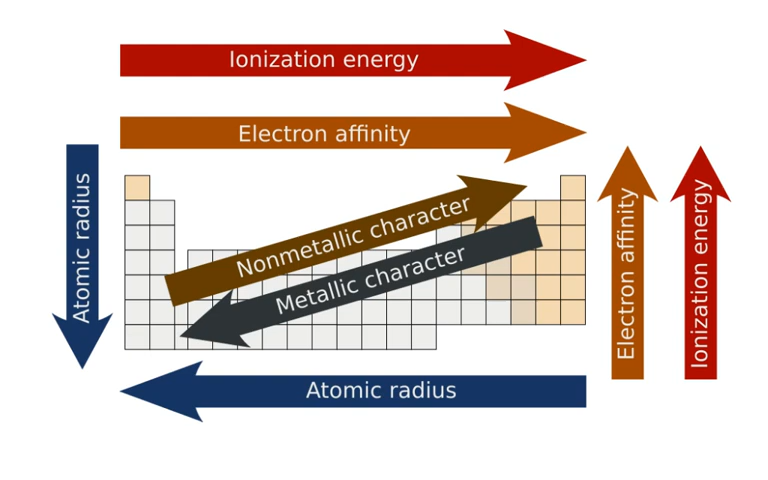 Ionization energy
Electron affinity
Atomic radius
Nonmetallic character
Metallic character
Electron affinity
Ionization energy
Atomic radius